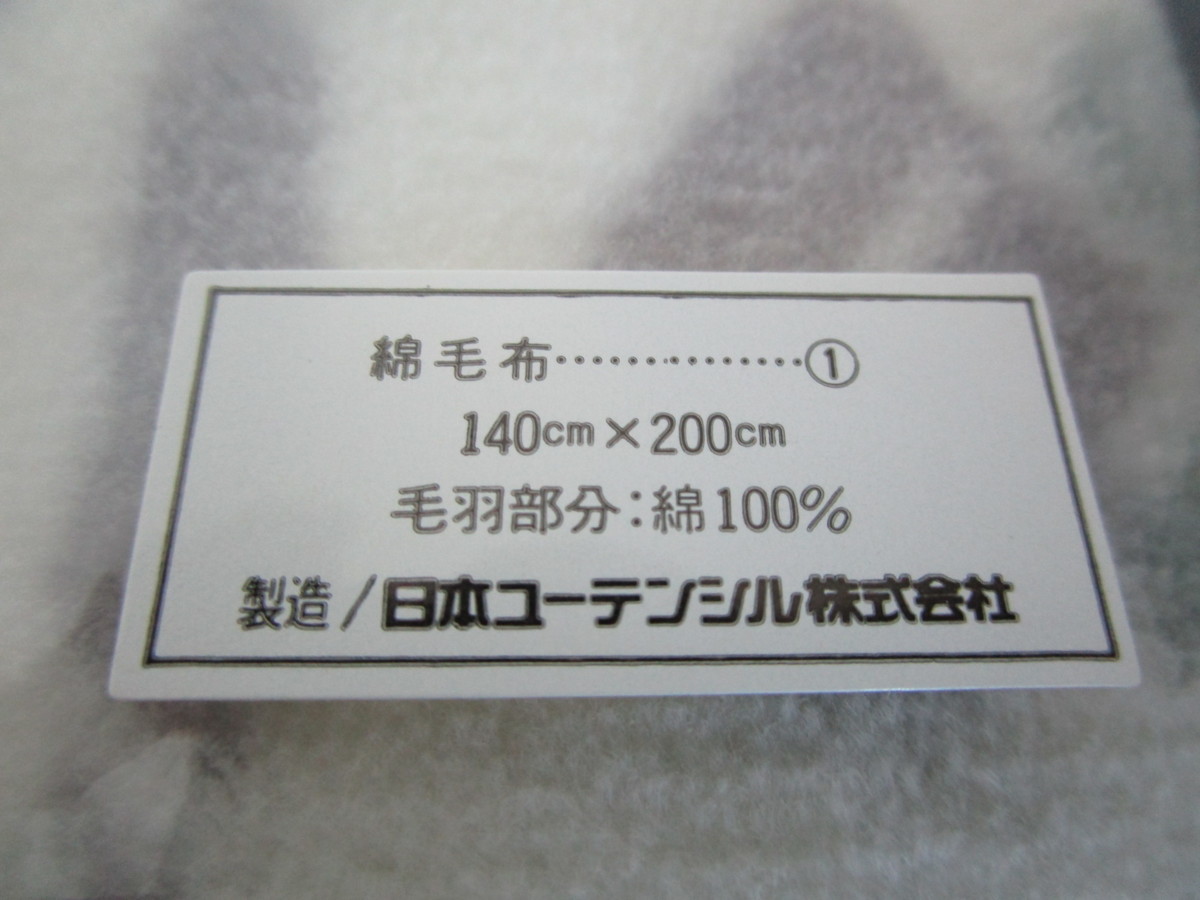 綿毛布……………①
140cm×200cm
毛羽部分：綿100%
製造/日本ユーテンシル株式会社